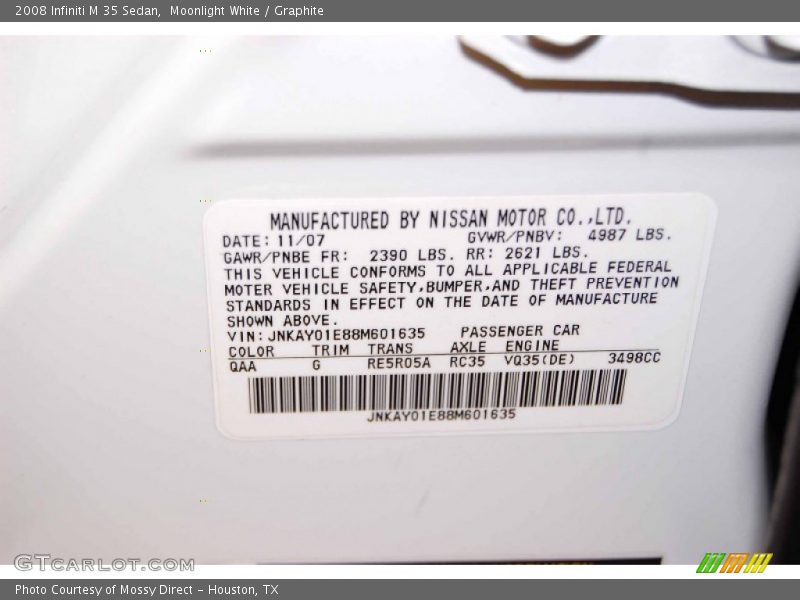 2008 Infiniti M 35 Sedan,  Moonlight White / Graphite
MANUFACTURED BY NISSAN MOTOR CO.,LTD.
DATE: 11/07 GVWR/PNBV: 4987 LBS.
GAWR/PNBE FR: 2390 LBS. RR: 2621 LBS.
THIS VEHICLE CONFORMS TO ALL APPLICABLE FEDERAL
MOTER VEHICLE SAFETY,BUMPER,AND THEFT PREVENTION
STANDARDS IN EFFECT ON THE DATE OF MANUFACTURE
SHOWN ABOVE.
VIN: JNKAY01E88M601635 PASSENGER CAR
COLOR TRIM TRANS AXLE ENGINE
QAA G RE5R05A RC35 VQ35(DE) 3498CC
JNKAY01E88M601635
GTCARLOT.COM
Photo Courtesy of Mossy Direct - Houston, TX